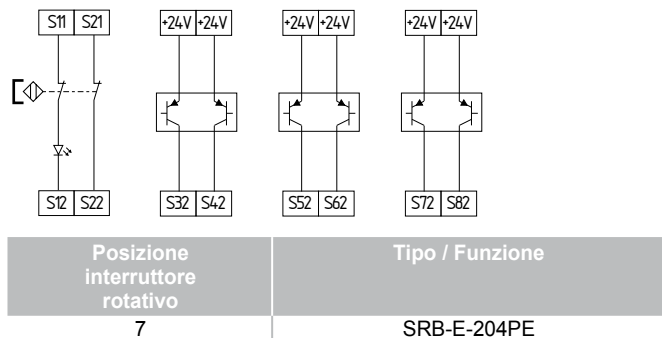 S11 S21 +24V +24V +24V +24V +24V +24V
S12 S22 S32 S42 S52 S62 S72 S82
Posizione interruttore rotativo Tipo / Funzione
7 SRB-E-204PE